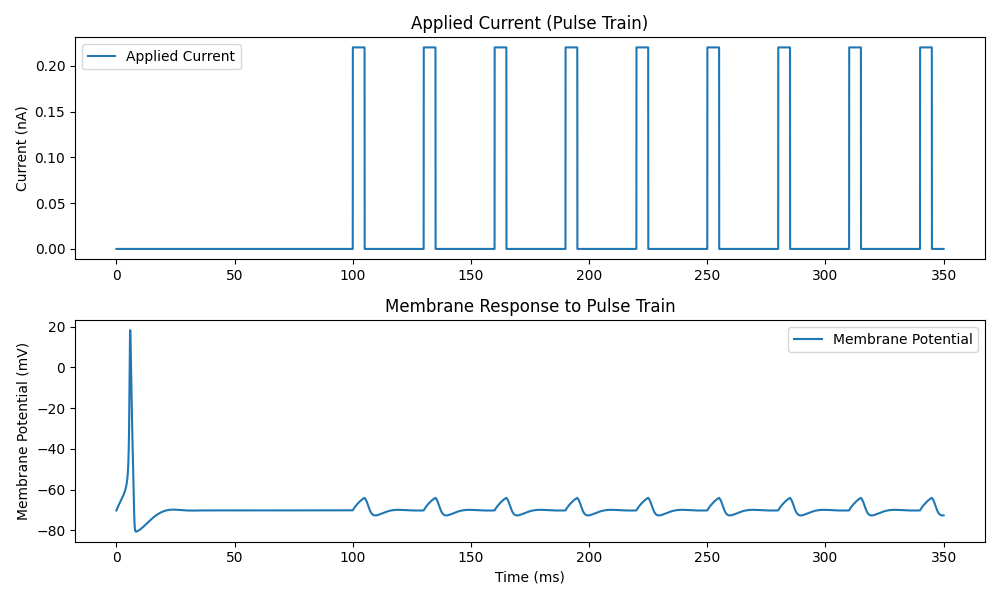 Applied Current (Pulse Train)
Applied Current
Current (nA)
0.20
0.15
0.10
0.05
0.00
0 50 100 150 200 250 300 350
Membrane Response to Pulse Train
Membrane Potential
Membrane Potential (mV)
20
0
−20
−40
−60
−80
0 50 100 150 200 250 300 350
Time (ms)